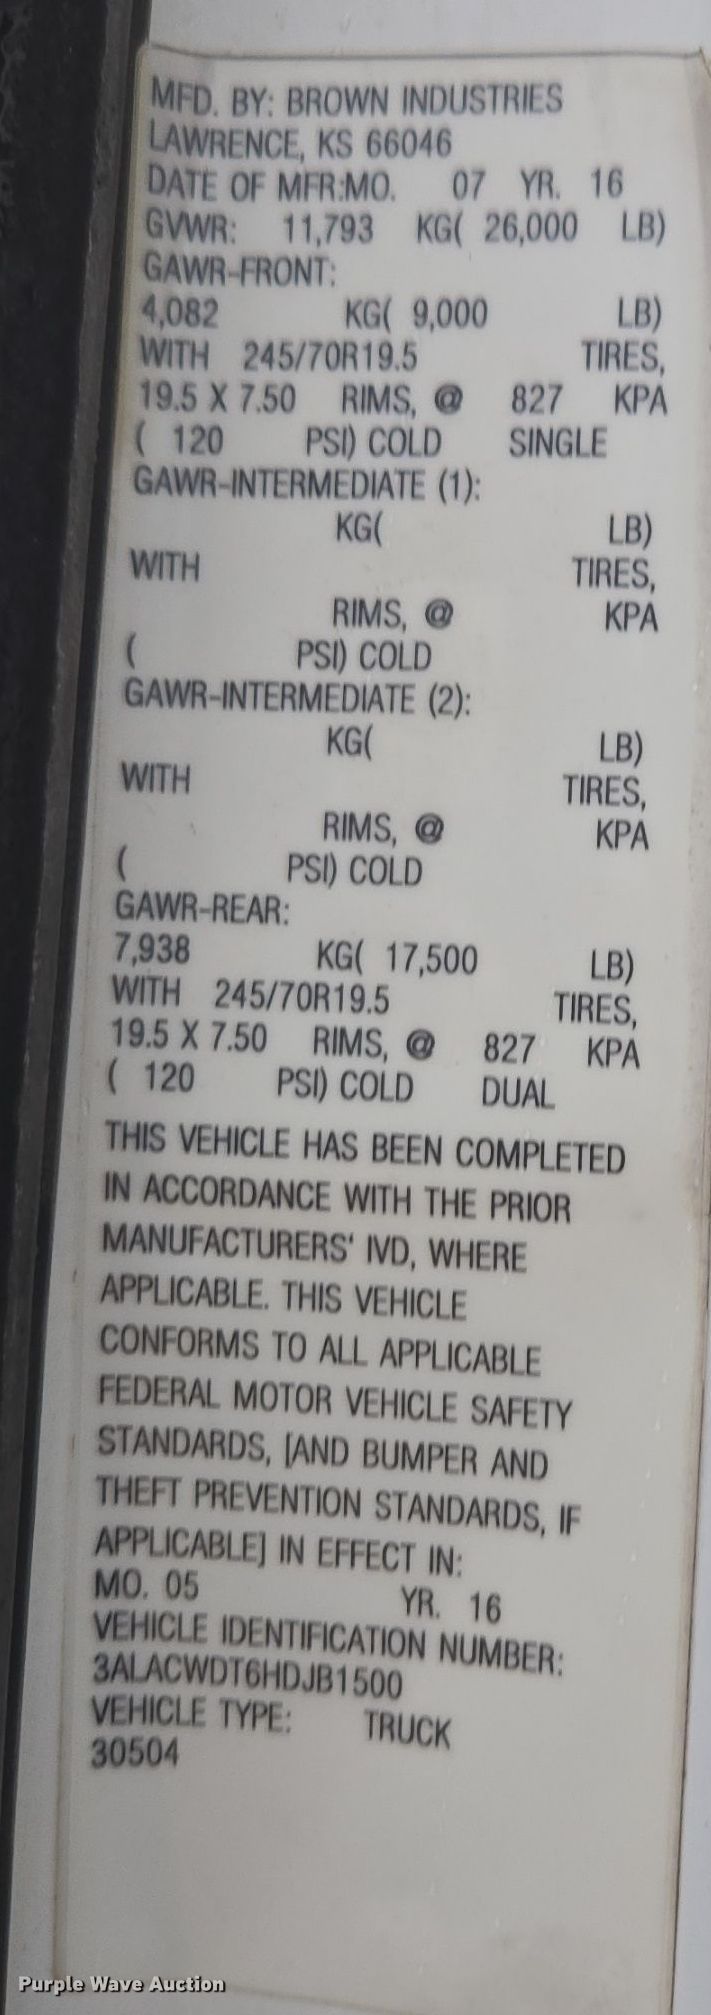 MFD. BY: BROWN INDUSTRIES
LAWRENCE, KS 66046
DATE OF MFR:MO. 07 YR. 16
GVWR: 11,793 KG( 26,000 LB)
GAWR-FRONT:
4,082 KG( 9,000 LB)
WITH 245/70R19.5 TIRES,
19.5 X 7.50 RIMS, @ 827 KPA
( 120 PSI) COLD SINGLE
GAWR-INTERMEDIATE (1):
KG( LB)
WITH TIRES,
RIMS, @ KPA
( PSI) COLD
GAWR-INTERMEDIATE (2):
KG( LB)
WITH TIRES,
RIMS, @ KPA
( PSI) COLD
GAWR-REAR:
7,938 KG( 17,500 LB)
WITH 245/70R19.5 TIRES,
19.5 X 7.50 RIMS, @ 827 KPA
( 120 PSI) COLD DUAL
THIS VEHICLE HAS BEEN COMPLETED
IN ACCORDANCE WITH THE PRIOR
MANUFACTURERS' IVD, WHERE
APPLICABLE. THIS VEHICLE
CONFORMS TO ALL APPLICABLE
FEDERAL MOTOR VEHICLE SAFETY
STANDARDS, [AND BUMPER AND
THEFT PREVENTION STANDARDS, IF
APPLICABLE] IN EFFECT IN:
MO. 05 YR. 16
VEHICLE IDENTIFICATION NUMBER:
3ALACWDT6HDJB1500
VEHICLE TYPE: TRUCK
30504
Purple Wave Auction